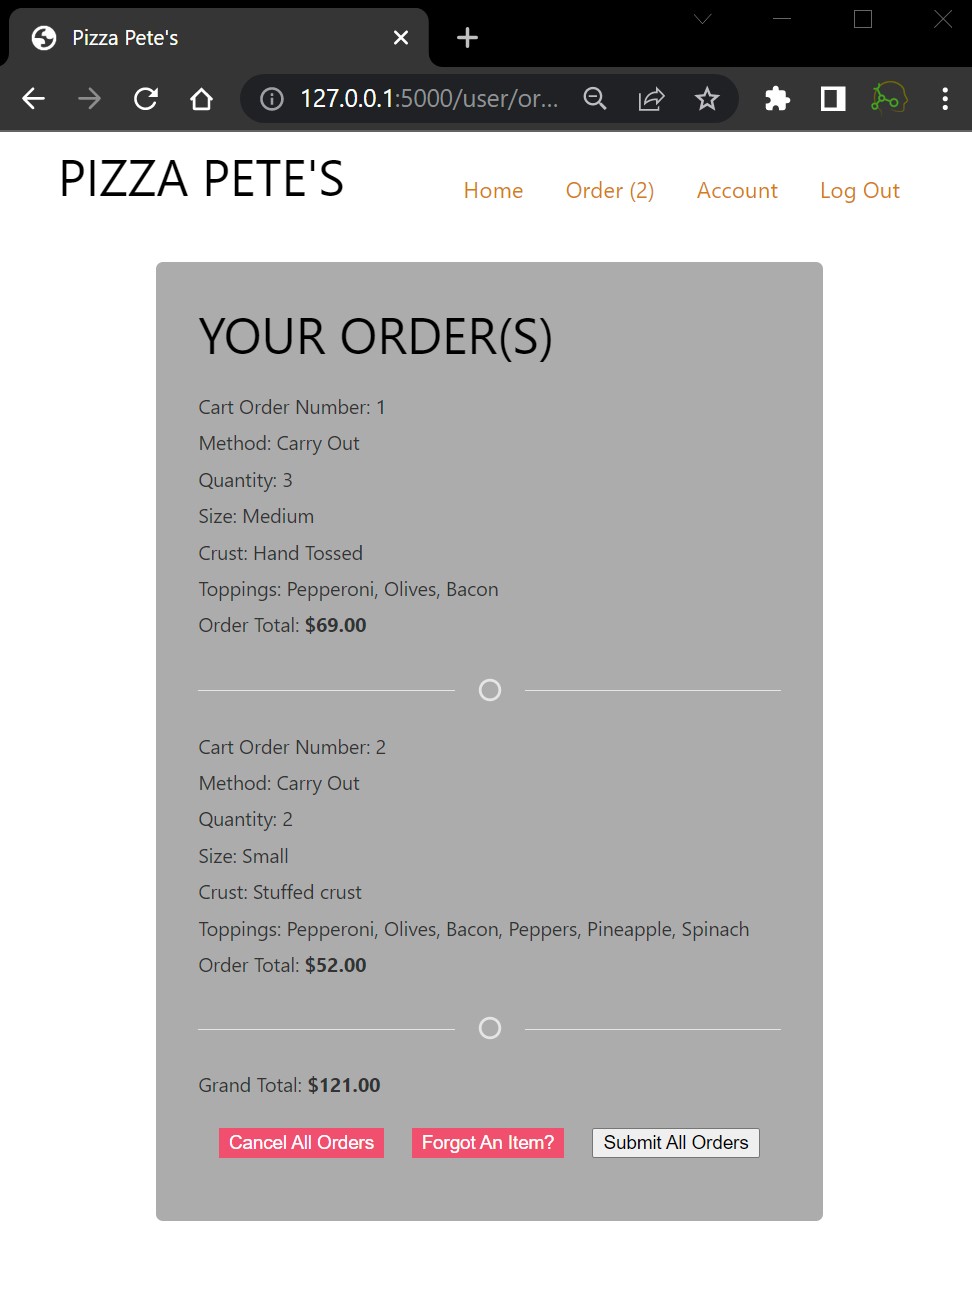 Pizza Pete's
127.0.0.1:5000/user/or...
PIZZA PETE'S
Home
Order (2)
Account
Log Out
YOUR ORDER(S)
Cart Order Number: 1
Method: Carry Out
Quantity: 3
Size: Medium
Crust: Hand Tossed
Toppings: Pepperoni, Olives, Bacon
Order Total: $69.00
Cart Order Number: 2
Method: Carry Out
Quantity: 2
Size: Small
Crust: Stuffed crust
Toppings: Pepperoni, Olives, Bacon, Peppers, Pineapple, Spinach
Order Total: $52.00
Grand Total: $121.00
Cancel All Orders
Forgot An Item?
Submit All Orders